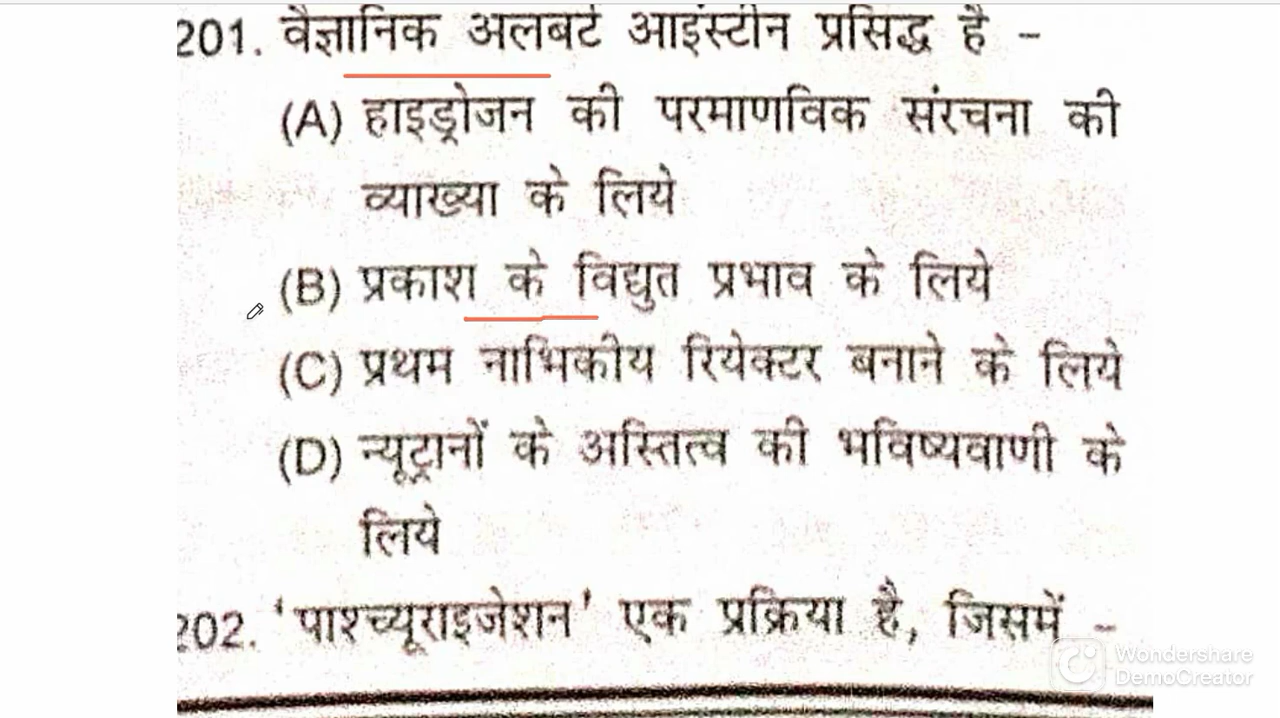 201. वैज्ञानिक अलबर्ट आइंस्टीन प्रसिद्ध है -
(A) हाइड्रोजन की परमाणविक संरचना की
व्याख्या के लिये
(B) प्रकाश के विद्युत प्रभाव के लिये
(C) प्रथम नाभिकीय रियेक्टर बनाने के लिये
(D) न्यूट्रानों के अस्तित्व की भविष्यवाणी के
लिये
202. 'पाश्च्यूराइजेशन' एक प्रक्रिया है, जिसमें -
Wondershare
DemoCreator